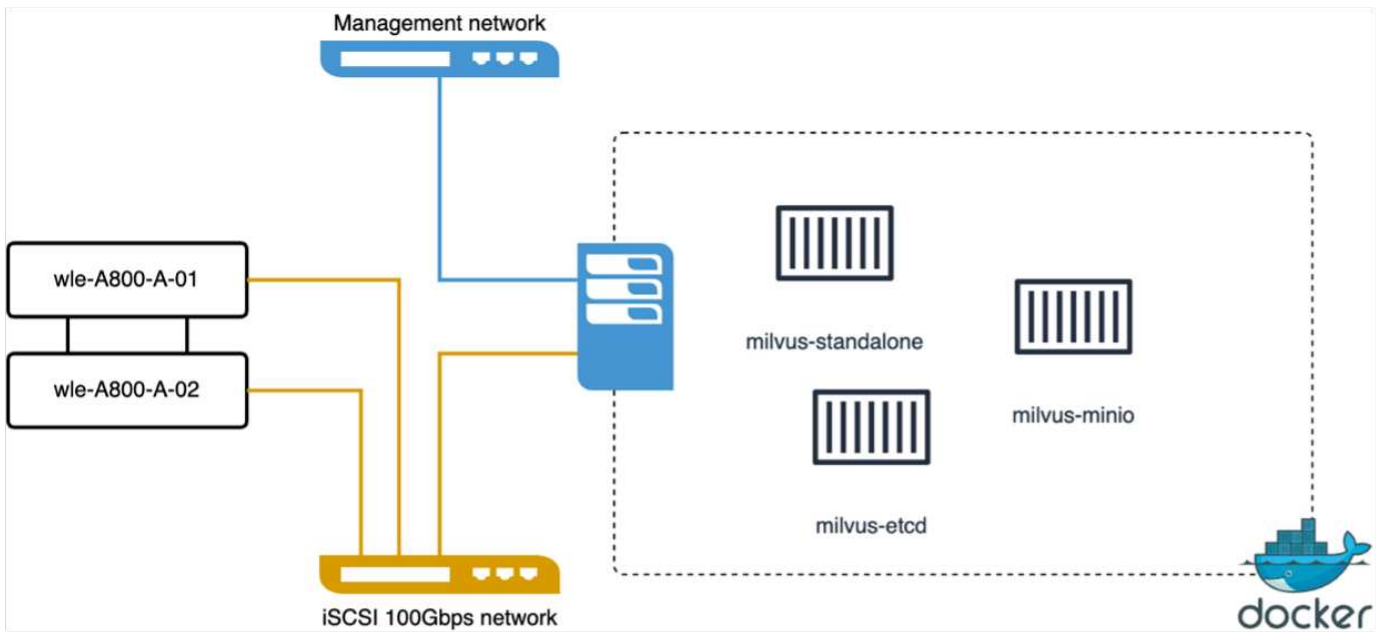 Management network
wle-A800-A-01
wle-A800-A-02
milvus-standalone
milvus-minio
milvus-etcd
iSCSI 100Gbps network
docker